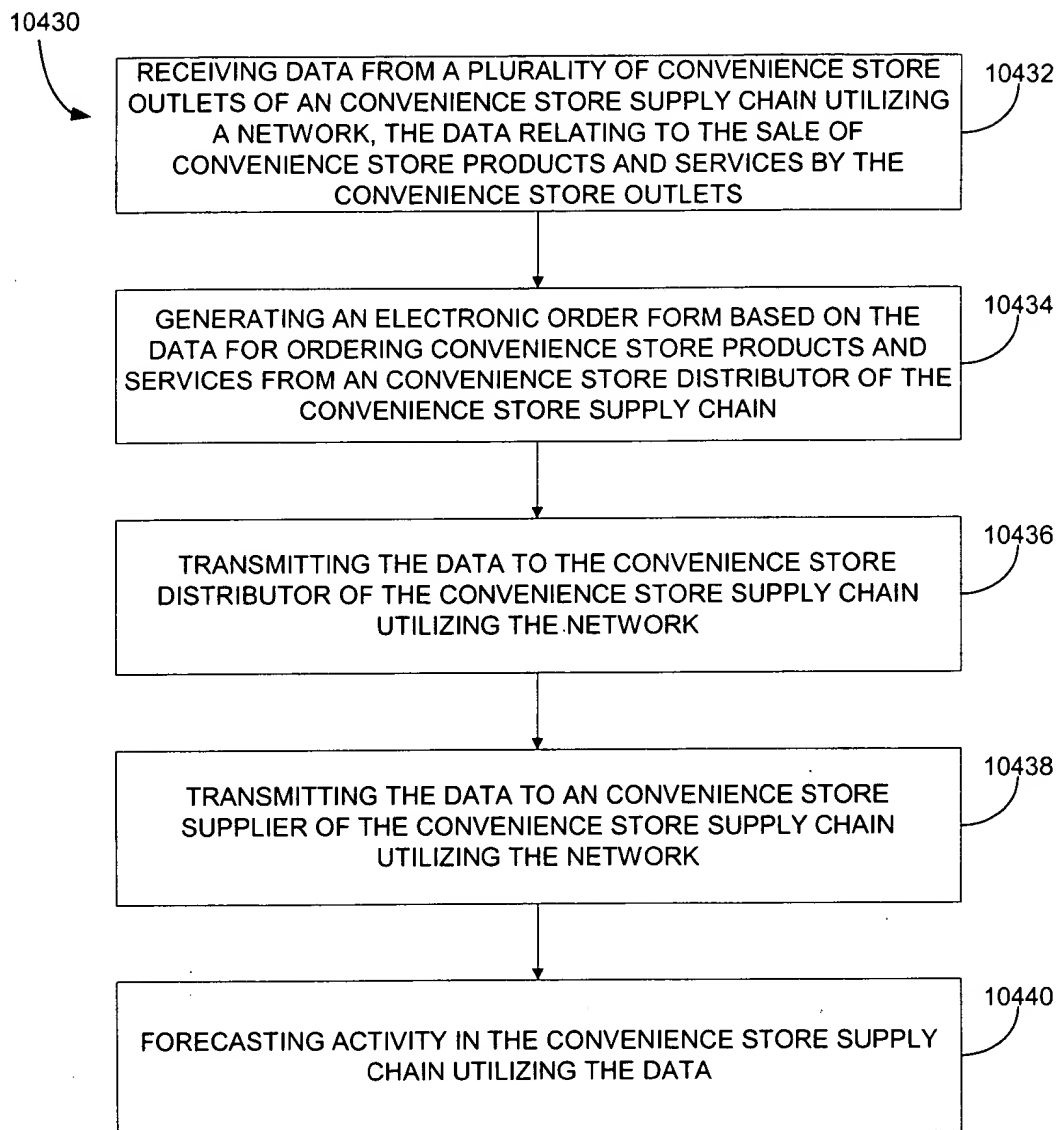 10430
RECEIVING DATA FROM A PLURALITY OF CONVENIENCE STORE
OUTLETS OF AN CONVENIENCE STORE SUPPLY CHAIN UTILIZING
A NETWORK, THE DATA RELATING TO THE SALE OF
CONVENIENCE STORE PRODUCTS AND SERVICES BY THE
CONVENIENCE STORE OUTLETS
10432
GENERATING AN ELECTRONIC ORDER FORM BASED ON THE
DATA FOR ORDERING CONVENIENCE STORE PRODUCTS AND
SERVICES FROM AN CONVENIENCE STORE DISTRIBUTOR OF THE
CONVENIENCE STORE SUPPLY CHAIN
10434
TRANSMITTING THE DATA TO THE CONVENIENCE STORE
DISTRIBUTOR OF THE CONVENIENCE STORE SUPPLY CHAIN
UTILIZING THE NETWORK
10436
TRANSMITTING THE DATA TO AN CONVENIENCE STORE
SUPPLIER OF THE CONVENIENCE STORE SUPPLY CHAIN
UTILIZING THE NETWORK
10438
FORECASTING ACTIVITY IN THE CONVENIENCE STORE SUPPLY
CHAIN UTILIZING THE DATA
10440